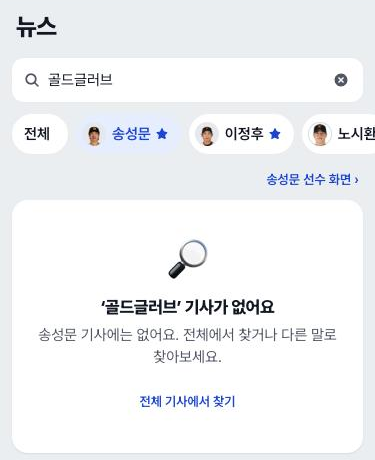 뉴스
골드글러브
전체
송성문
이정후
노시환
송성문 선수 화면 ›
‘골드글러브’ 기사가 없어요
송성문 기사에는 없어요. 전체에서 찾거나 다른 말로
찾아보세요.
전체 기사에서 찾기